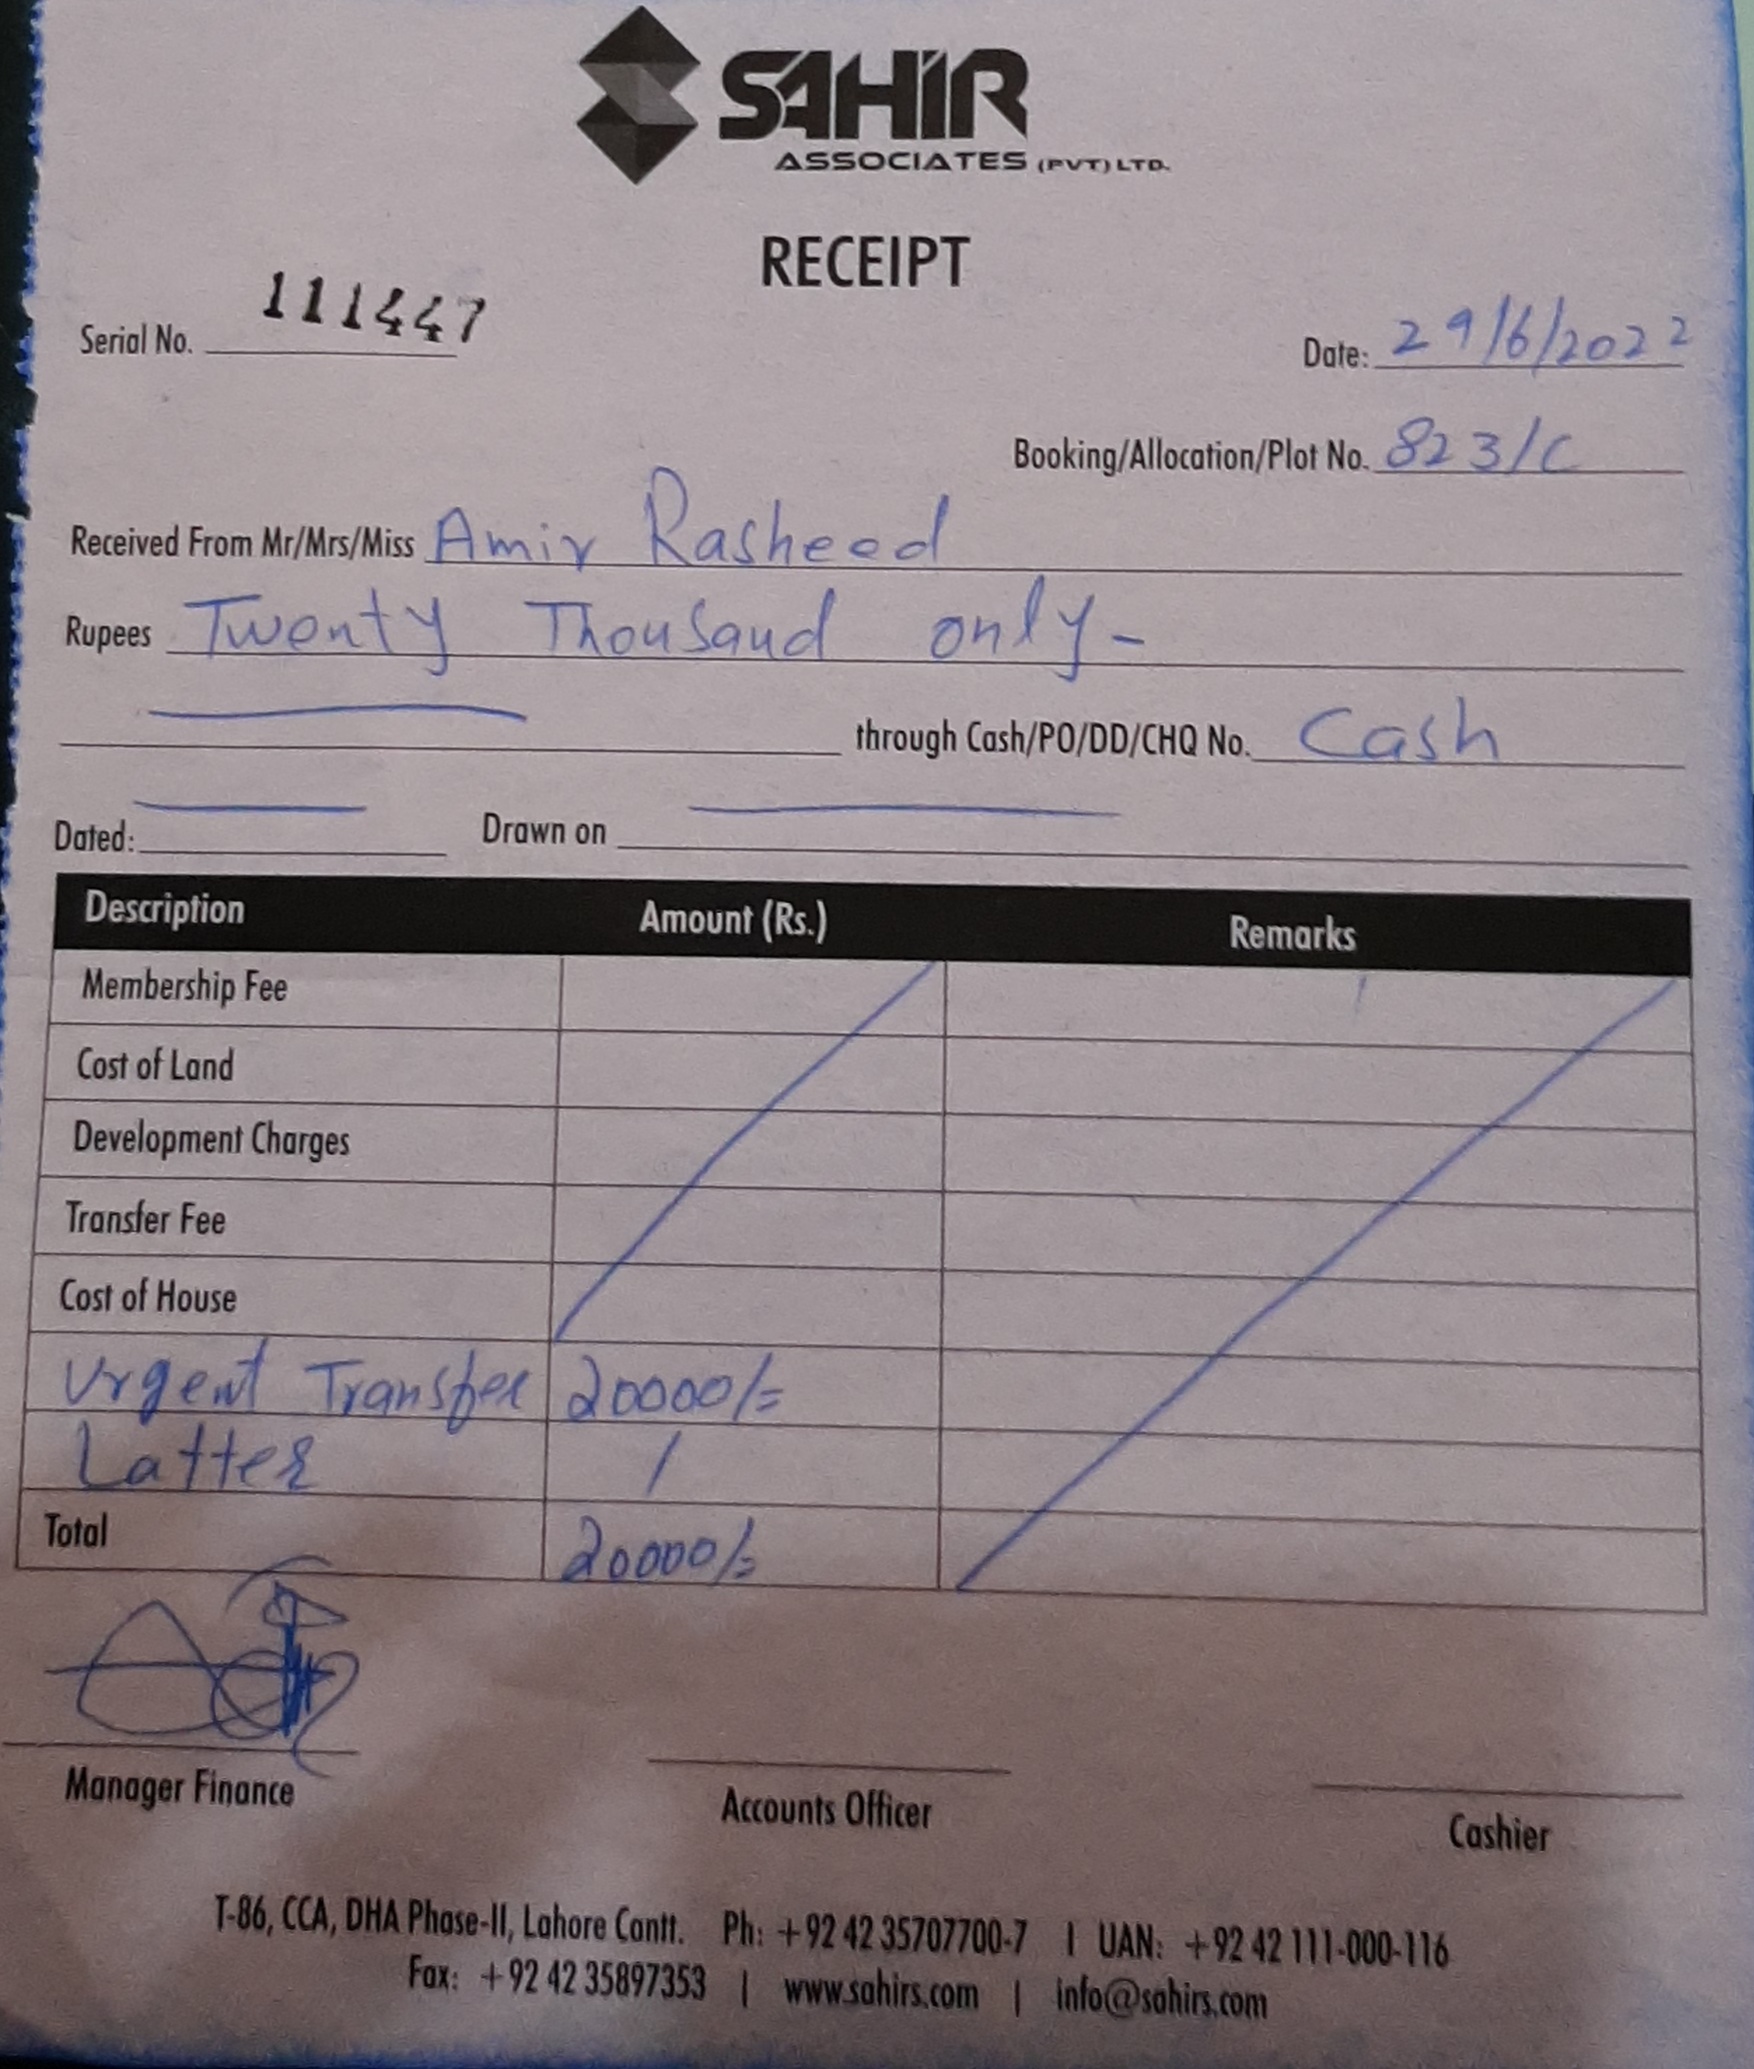 SAHIR
ASSOCIATES (PVT) LTD.
RECEIPT
Serial No. 111447
Date: 29/6/2022
Booking/Allocation/Plot No. 823/C
Received From Mr/Mrs/Miss Amir Rasheed
Rupees Twenty Thousand only -
through Cash/PO/DD/CHQ No. Cash
Dated: Drawn on
Description Amount (Rs.) Remarks
Membership Fee
Cost of Land
Development Charges
Transfer Fee
Cost of House
Urgent Transfer 20000/=
Latter /
Total 20000/=
Manager Finance
Accounts Officer
Cashier
T-86, CCA, DHA Phase-II, Lahore Cantt. Ph: +92 42 35707700-7 | UAN: +92 42 111-000-116
Fax: +92 42 35897353 | www.sahirs.com | info@sahirs.com